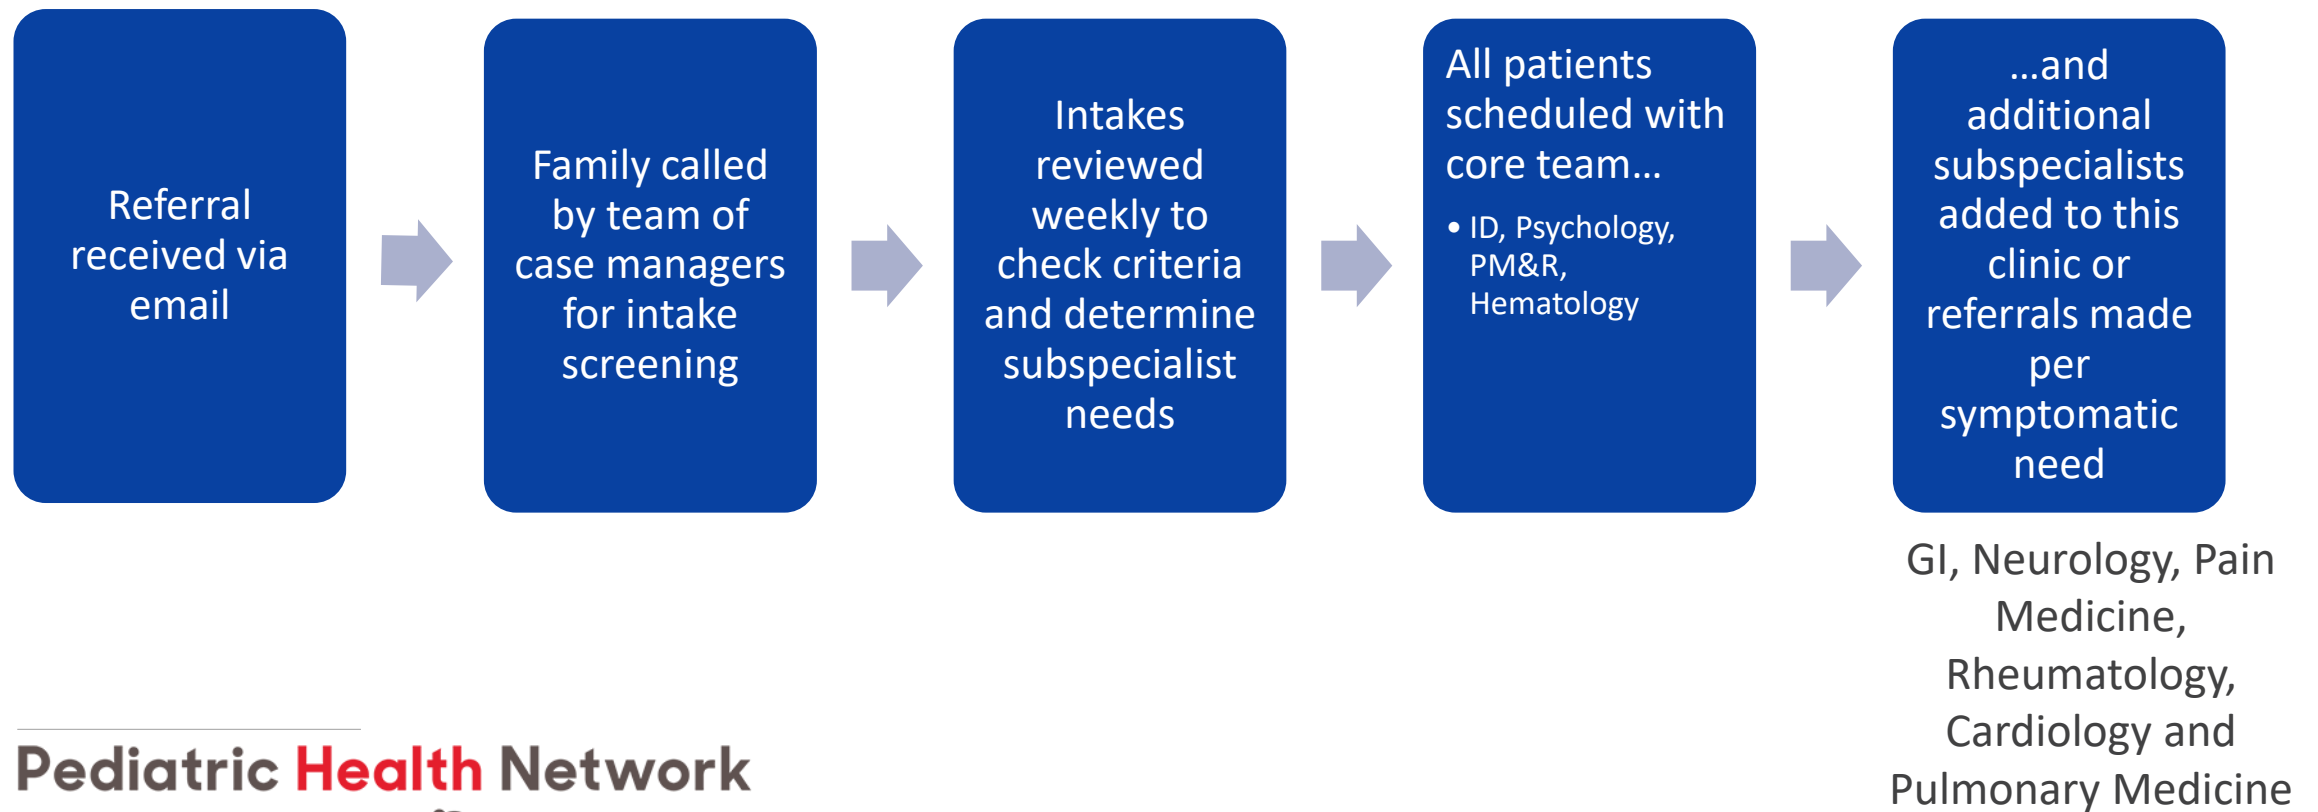 Referral
received via
email
Family called
by team of
case managers
for intake
screening
Intakes
reviewed
weekly to
check criteria
and determine
subspecialist
needs
All patients
scheduled with
core team…
• ID, Psychology,
PM&R,
Hematology
…and
additional
subspecialists
added to this
clinic or
referrals made
per
symptomatic
need
GI, Neurology, Pain
Medicine,
Rheumatology,
Cardiology and
Pulmonary Medicine
Pediatric Health Network